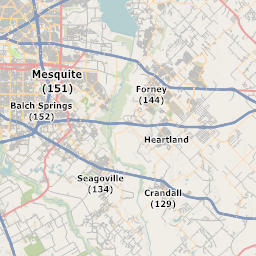 Mesquite
(151)
Forney
(144)
Balch Springs
(152)
Heartland
Seagoville
(134)
Crandall
(129)